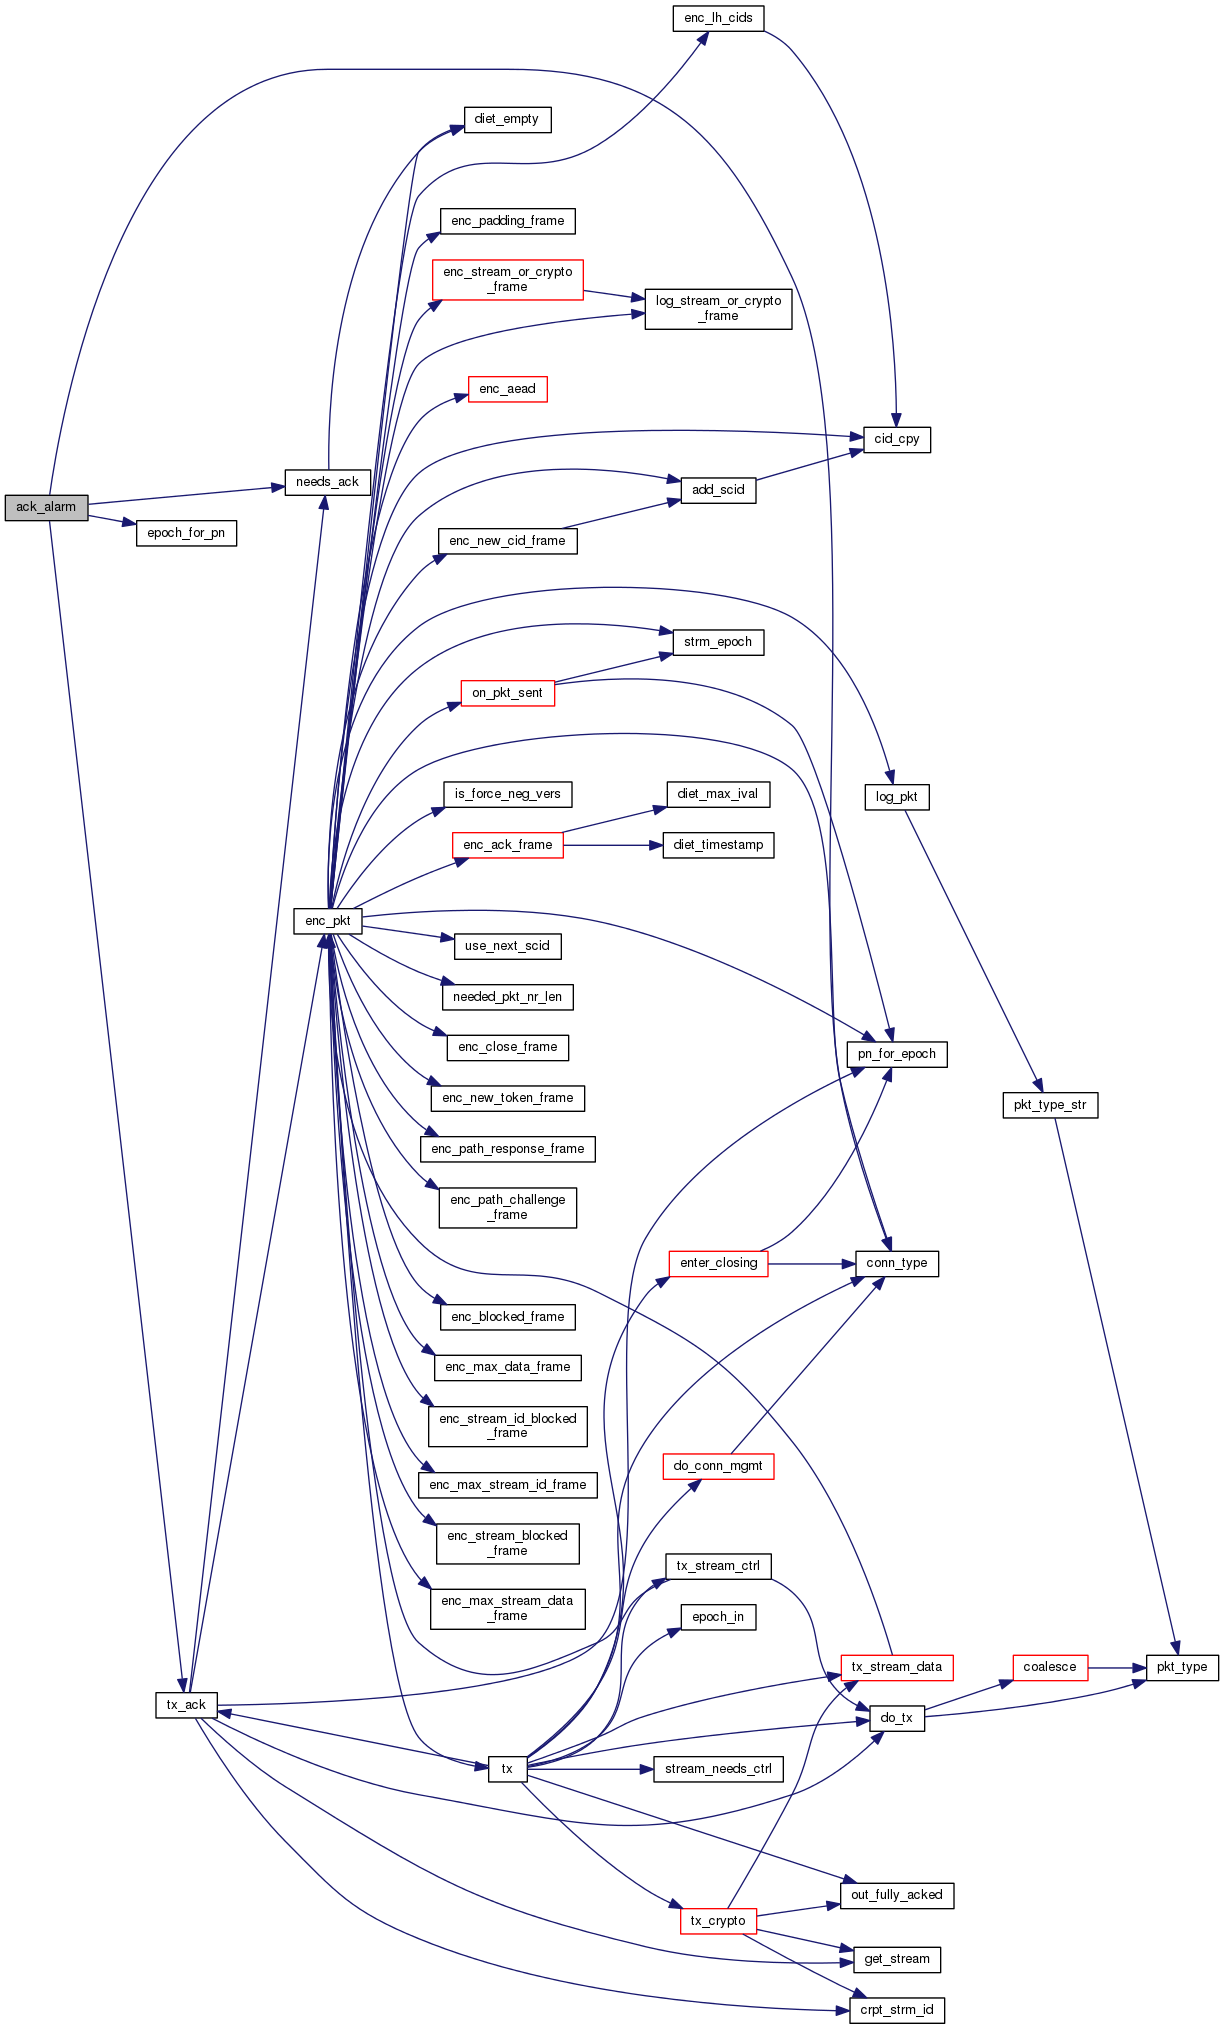 enc_lh_cids
diet_empty
enc_padding_frame
enc_stream_or_crypto
_frame
log_stream_or_crypto
_frame
enc_aead
cid_cpy
needs_ack
add_scid
ack_alarm
epoch_for_pn
enc_new_cid_frame
strm_epoch
on_pkt_sent
is_force_neg_vers
diet_max_ival
log_pkt
enc_ack_frame
diet_timestamp
enc_pkt
use_next_scid
needed_pkt_nr_len
enc_close_frame
pn_for_epoch
enc_new_token_frame
pkt_type_str
enc_path_response_frame
enc_path_challenge
_frame
enter_closing
conn_type
enc_blocked_frame
enc_max_data_frame
enc_stream_id_blocked
_frame
do_conn_mgmt
enc_max_stream_id_frame
enc_stream_blocked
_frame
tx_stream_ctrl
enc_max_stream_data
_frame
epoch_in
tx_stream_data
coalesce
pkt_type
tx_ack
do_tx
tx
stream_needs_ctrl
out_fully_acked
tx_crypto
get_stream
crpt_strm_id